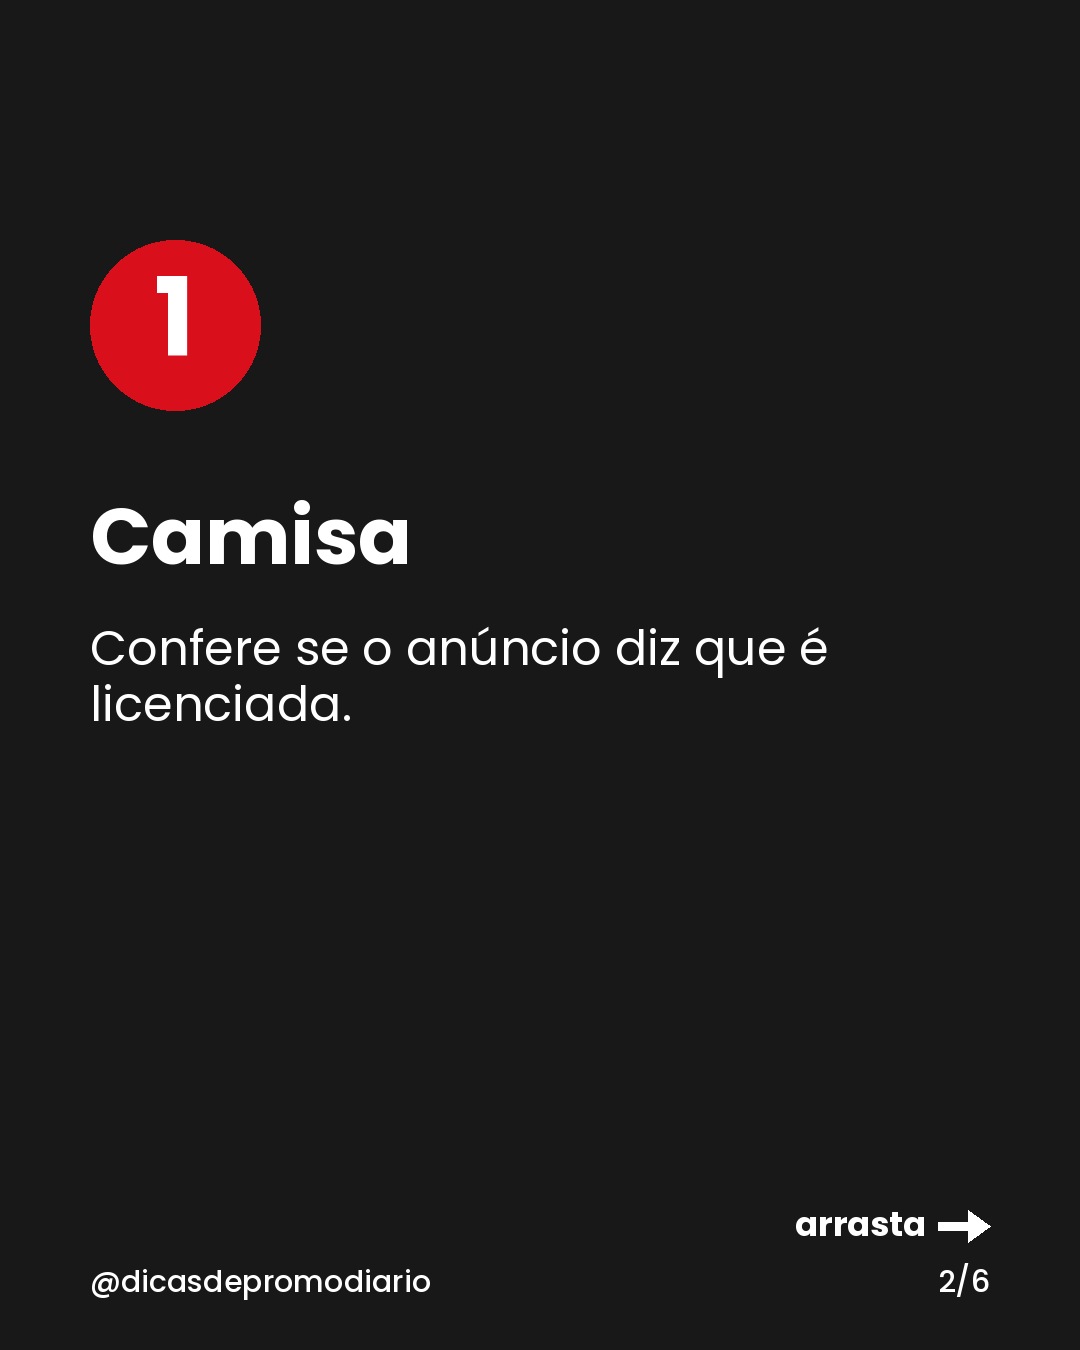 1
Camisa
Confere se o anúncio diz que é
licenciada.
arrasta
@dicasdepromodiario
2/6